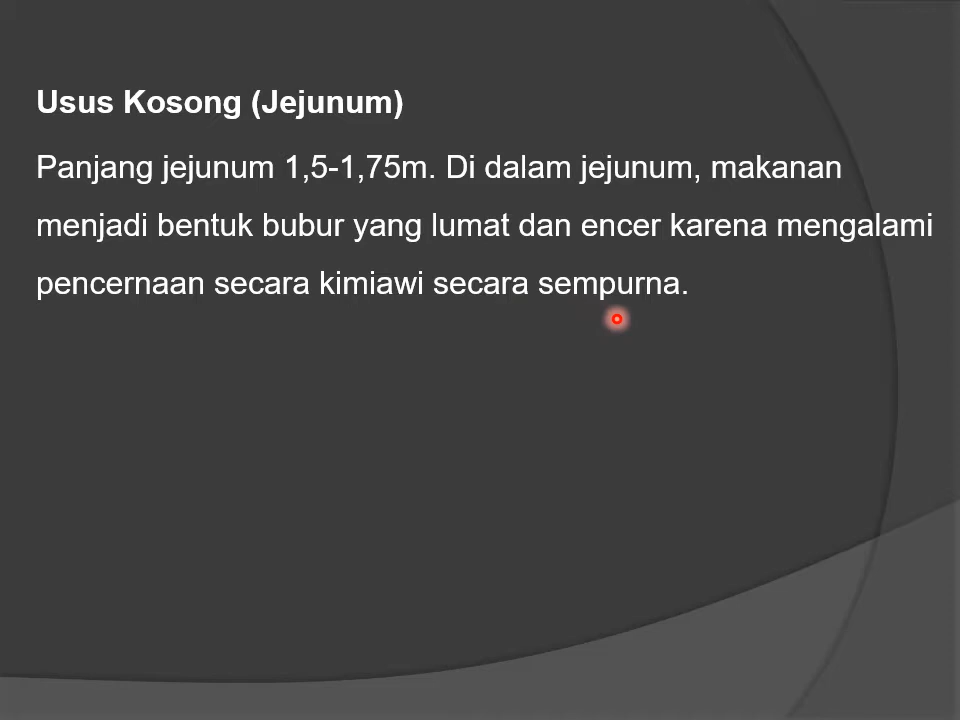 Usus Kosong (Jejunum)
Panjang jejunum 1,5-1,75m. Di dalam jejunum, makanan
menjadi bentuk bubur yang lumat dan encer karena mengalami
pencernaan secara kimiawi secara sempurna.